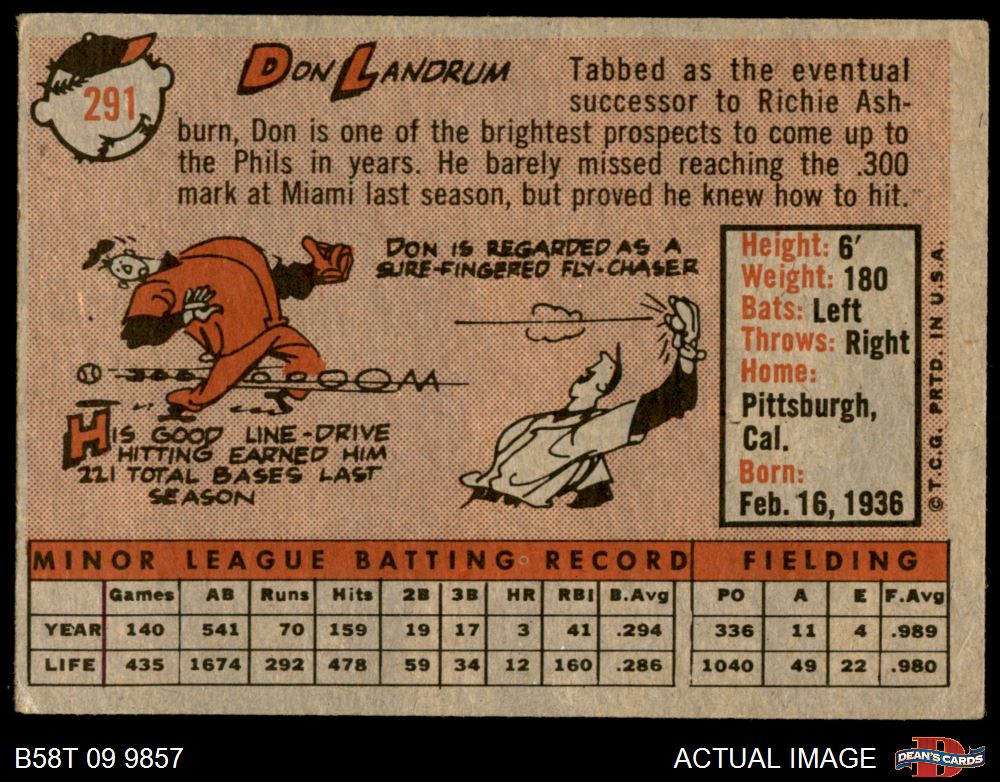 291
DON LANDRUM
Tabbed as the eventual
successor to Richie Ash-
burn, Don is one of the brightest prospects to come up to
the Phils in years. He barely missed reaching the .300
mark at Miami last season, but proved he knew how to hit.
DON IS REGARDED AS A
SURE-FINGERED FLY-CHASER
HIS GOOD LINE-DRIVE
HITTING EARNED HIM
221 TOTAL BASES LAST
SEASON
Height: 6'
Weight: 180
Bats: Left
Throws: Right
Home:
Pittsburgh,
Cal.
Born:
Feb. 16, 1936
©T.C.G. PRTD. IN U.S.A.
MINOR LEAGUE BATTING RECORD FIELDING
Games AB Runs Hits 2B 3B HR RBI B.Avg PO A E F.Avg
YEAR 140 541 70 159 19 17 3 41 .294 336 11 4 .989
LIFE 435 1674 292 478 59 34 12 160 .286 1040 49 22 .980
B58T 09 9857 ACTUAL IMAGE DEAN'S CARDS